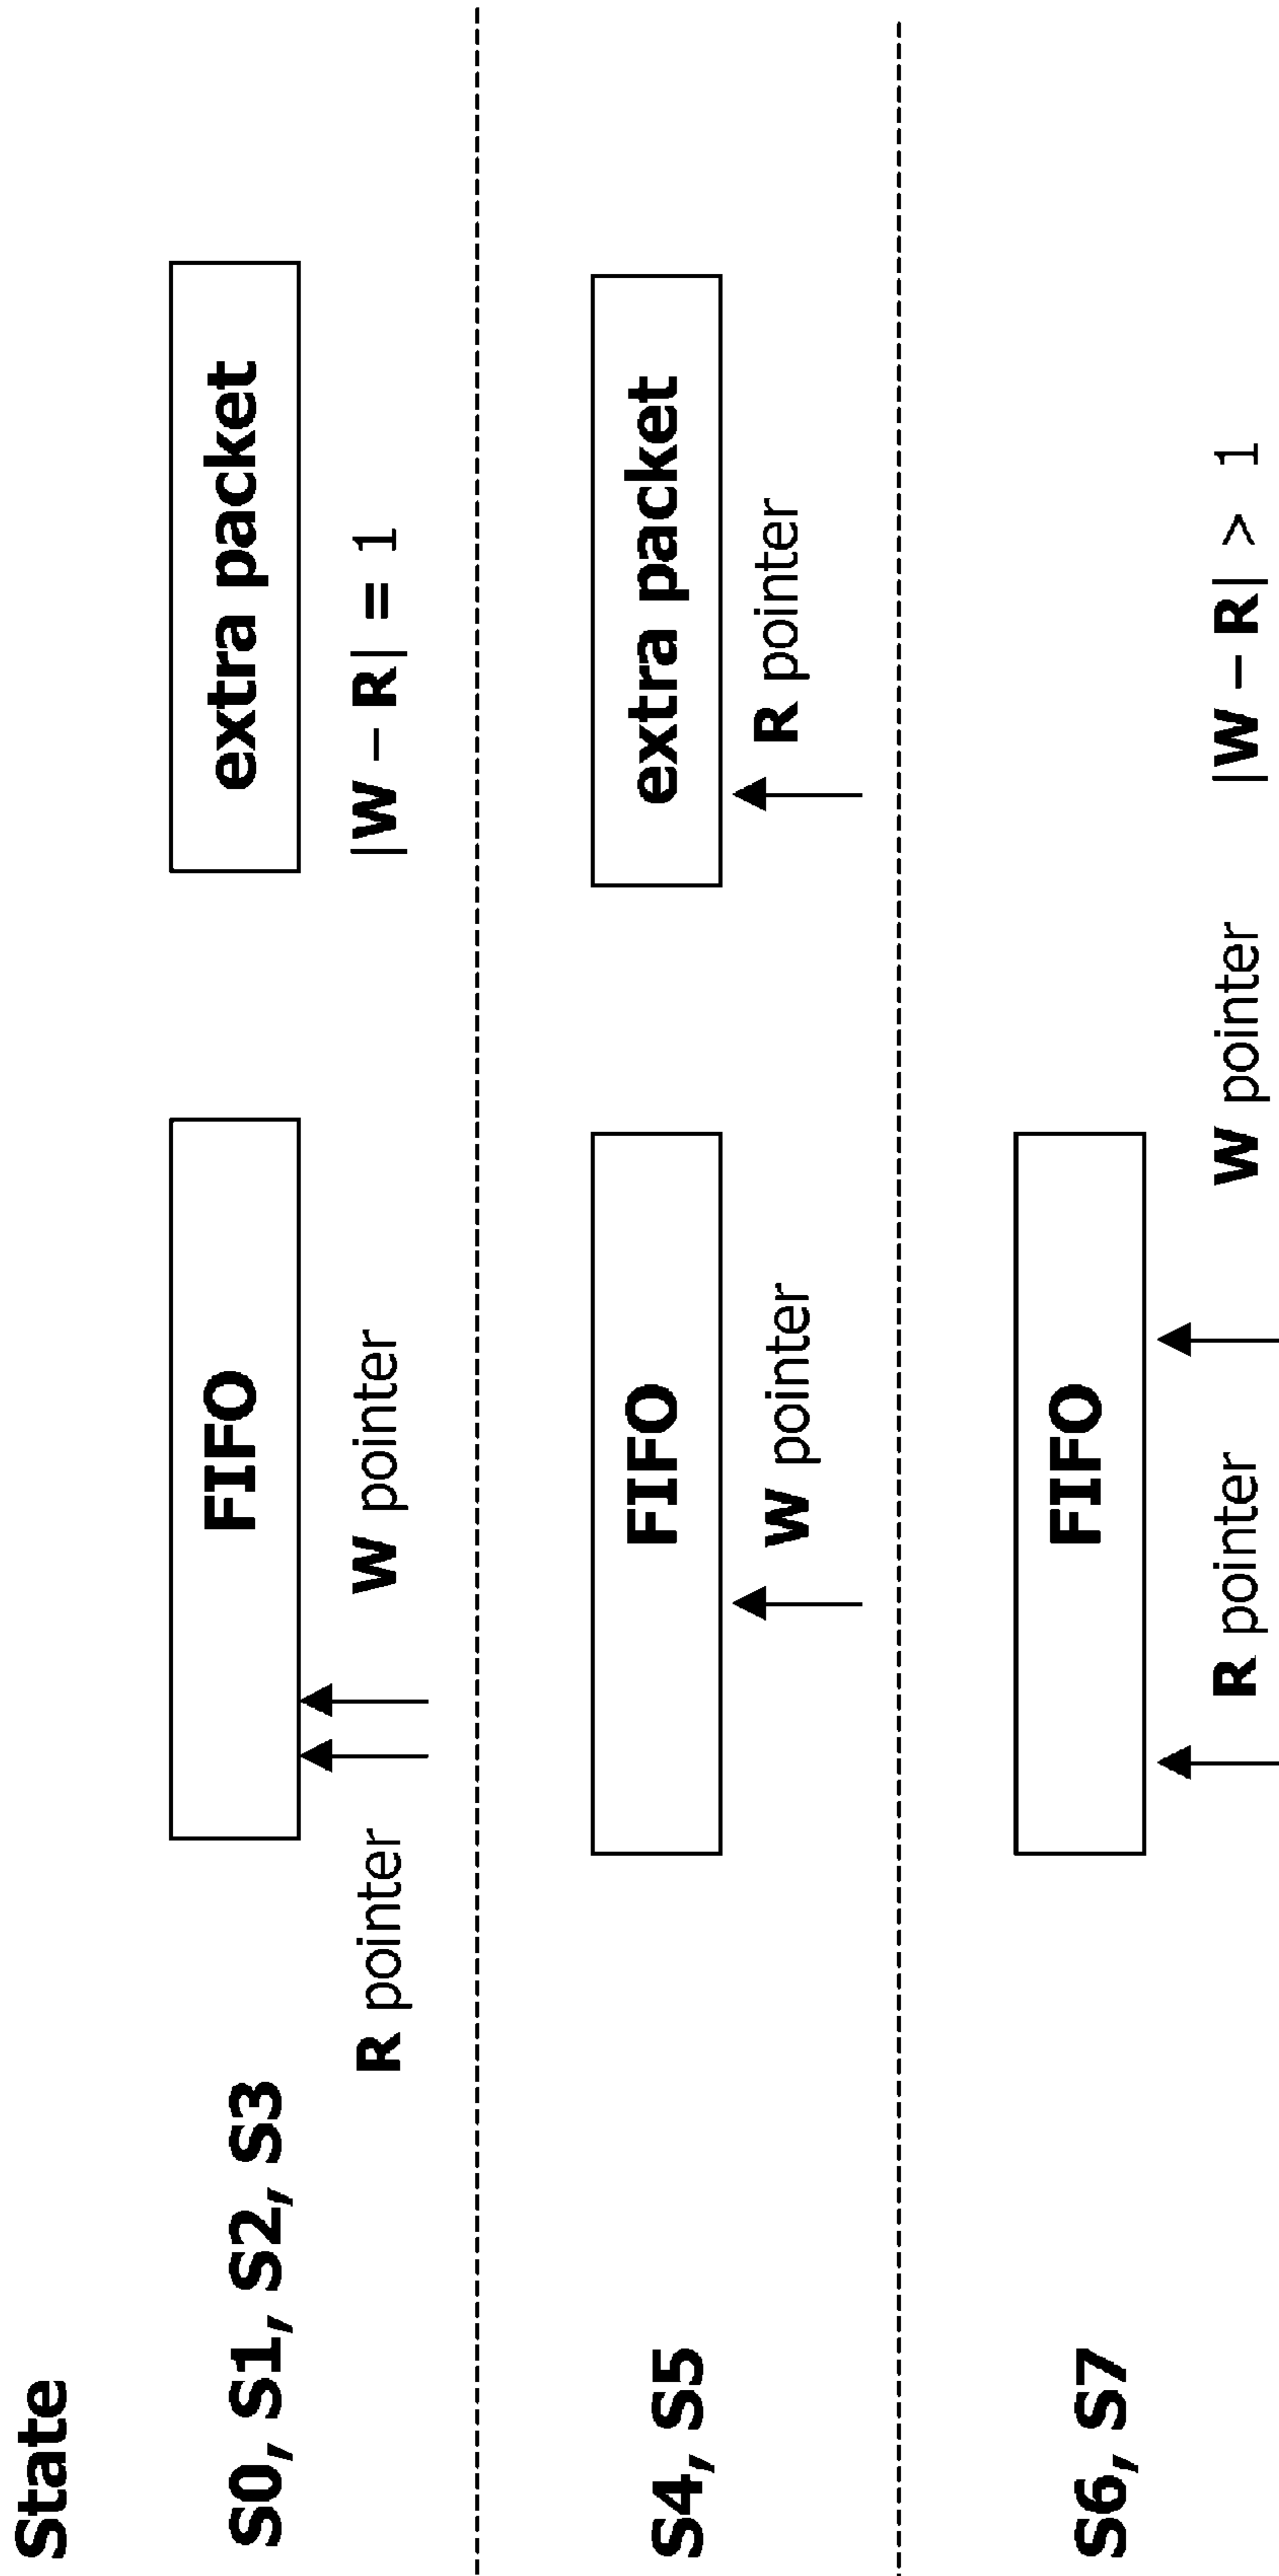 State
S0, S1, S2, S3
FIFO
extra packet
R pointer
W pointer
|W – R| = 1
S4, S5
FIFO
extra packet
W pointer
R pointer
S6, S7
FIFO
R pointer
W pointer
|W – R| > 1